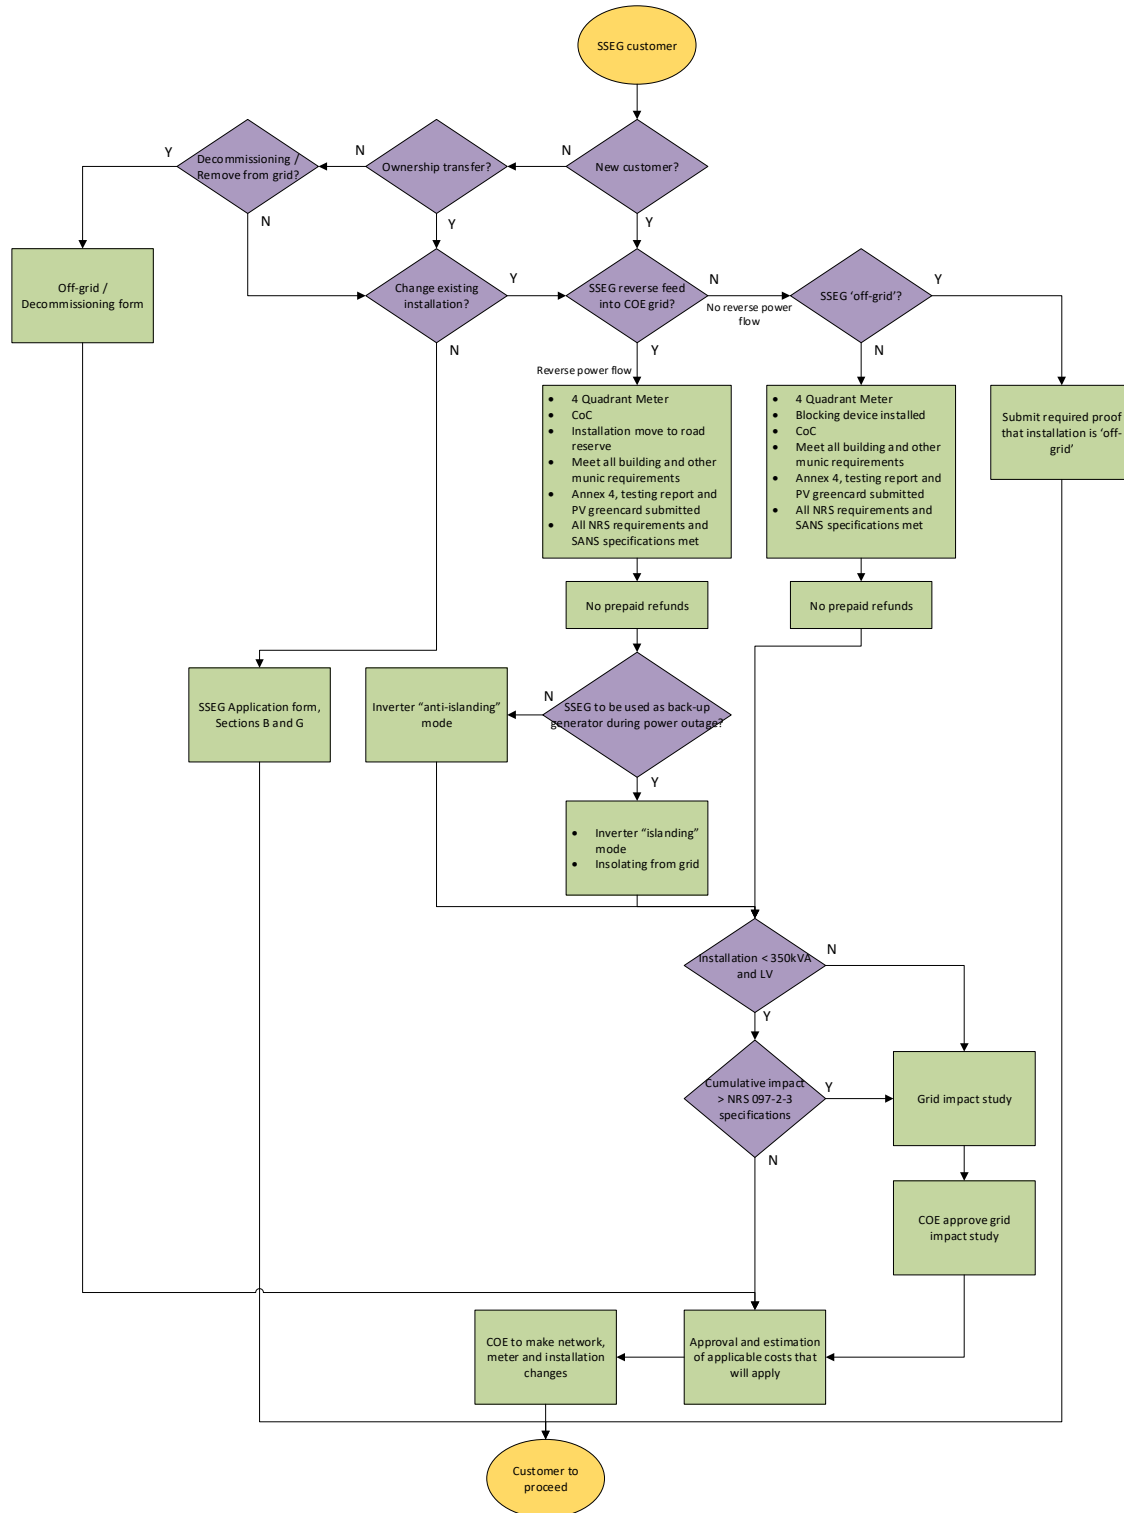 SSEG customer
New customer?
N
Y
Ownership transfer?
N
Y
Decommissioning /
Remove from grid?
Y
N
Off-grid /
Decommissioning form
Change existing
installation?
Y
N
SSEG reverse feed
into COE grid?
N
No reverse power
flow
Y
Reverse power flow
SSEG ‘off-grid’?
Y
N
• 4 Quadrant Meter
• CoC
• Installation move to road
reserve
• Meet all building and other
munic requirements
• Annex 4, testing report and
PV greencard submitted
• All NRS requirements and
SANS specifications met
• 4 Quadrant Meter
• Blocking device installed
• CoC
• Meet all building and other
munic requirements
• Annex 4, testing report and
PV greencard submitted
• All NRS requirements and
SANS specifications met
Submit required proof
that installation is ‘off-
grid’
No prepaid refunds
No prepaid refunds
SSEG Application form,
Sections B and G
Inverter “anti-islanding”
mode
N
SSEG to be used as back-up
generator during power outage?
Y
• Inverter “islanding”
mode
• Insolating from grid
Installation < 350kVA
and LV
N
Y
Cumulative impact
> NRS 097-2-3
specifications
Y
N
Grid impact study
COE approve grid
impact study
COE to make network,
meter and installation
changes
Approval and estimation
of applicable costs that
will apply
Customer to
proceed